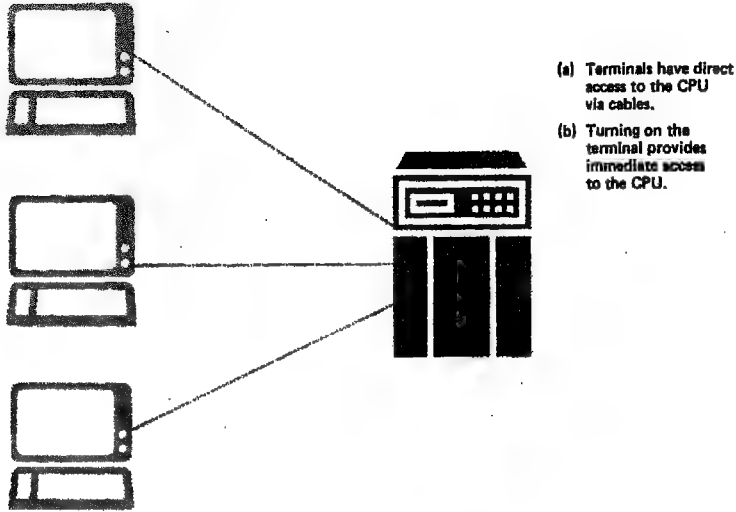 (a) Terminals have direct
access to the CPU
via cables.
(b) Turning on the
terminal provides
immediate access
to the CPU.